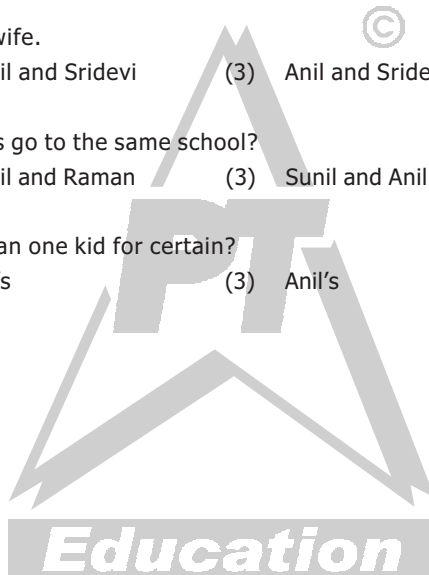 wife.
il and Sridevi (3) Anil and Sride
s go to the same school?
il and Raman (3) Sunil and Anil
an one kid for certain?
's (3) Anil's
©
PT
Education